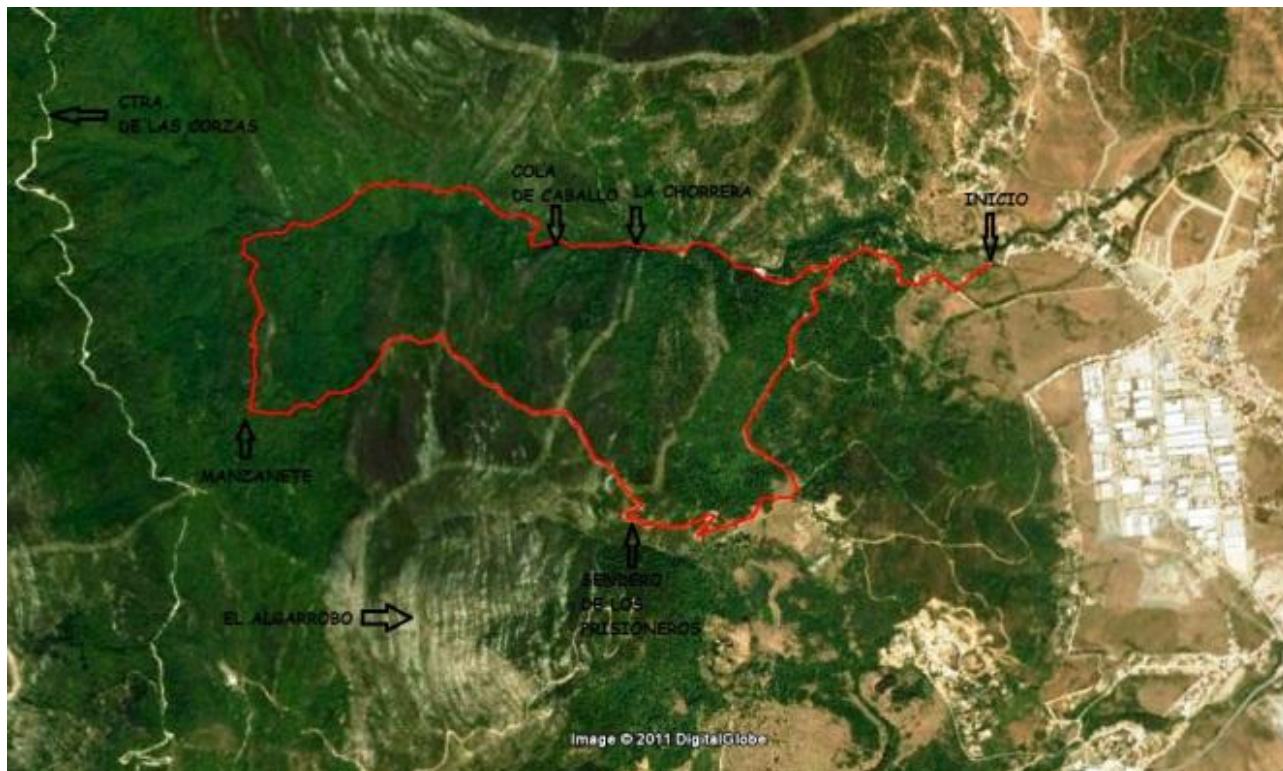 CTRA.
DE LAS CORZAS
COLA
DE CABALLO
LA CHORRERA
INICIO
MANZANETE
EL ALGARROBO
SENDERO
DE LOS
PRISIONEROS
Image © 2011 DigitalGlobe